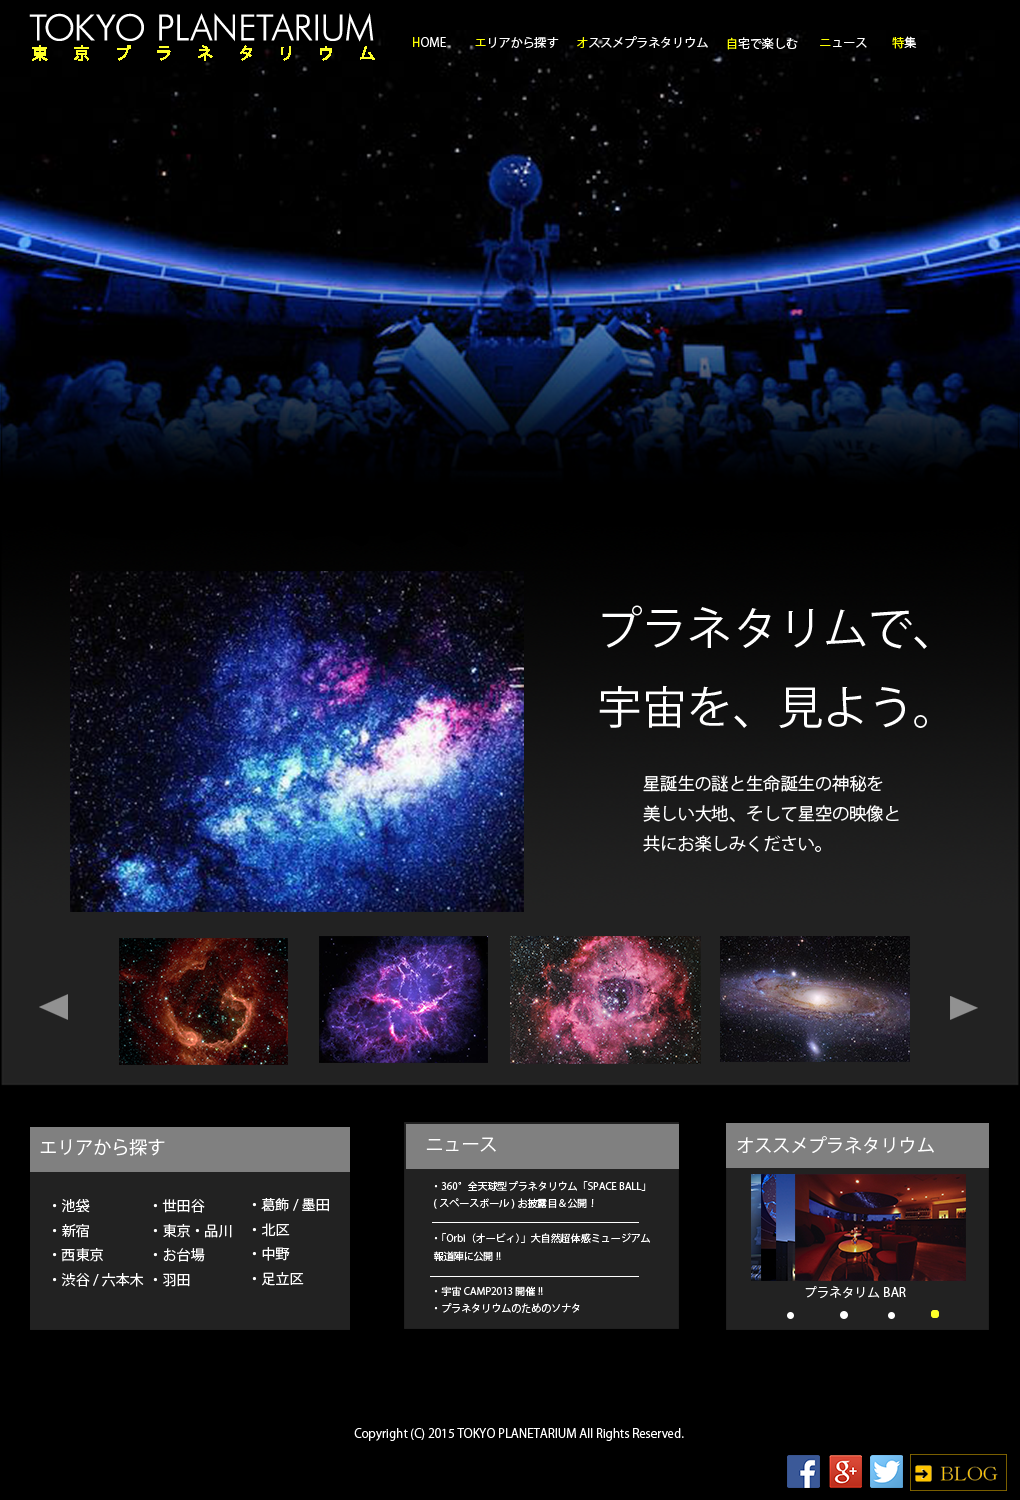 TOKYO PLANETARIUM
東京プラネタリウム
HOME
エリアから探す
オススメプラネタリウム
自宅で楽しむ
ニュース
特集
プラネタリムで、
宇宙を、見よう。
星誕生の謎と生命誕生の神秘を
美しい大地、そして星空の映像と
共にお楽しみください。
エリアから探す
・池袋
・新宿
・西東京
・渋谷 / 六本木
・世田谷
・東京・品川
・お台場
・羽田
・葛飾 / 墨田
・北区
・中野
・足立区
ニュース
・360°全天球型プラネタリウム「SPACE BALL」
( スペースボール ) お披露目＆公開！
・「Orbi（オービィ）」大自然超体感ミュージアム
報道陣に公開 !!
・宇宙 CAMP2013 開催 !!
・プラネタリウムのためのソナタ
オススメプラネタリウム
プラネタリム BAR
Copyright (C) 2015 TOKYO PLANETARIUM All Rights Reserved.
f
g+
BLOG